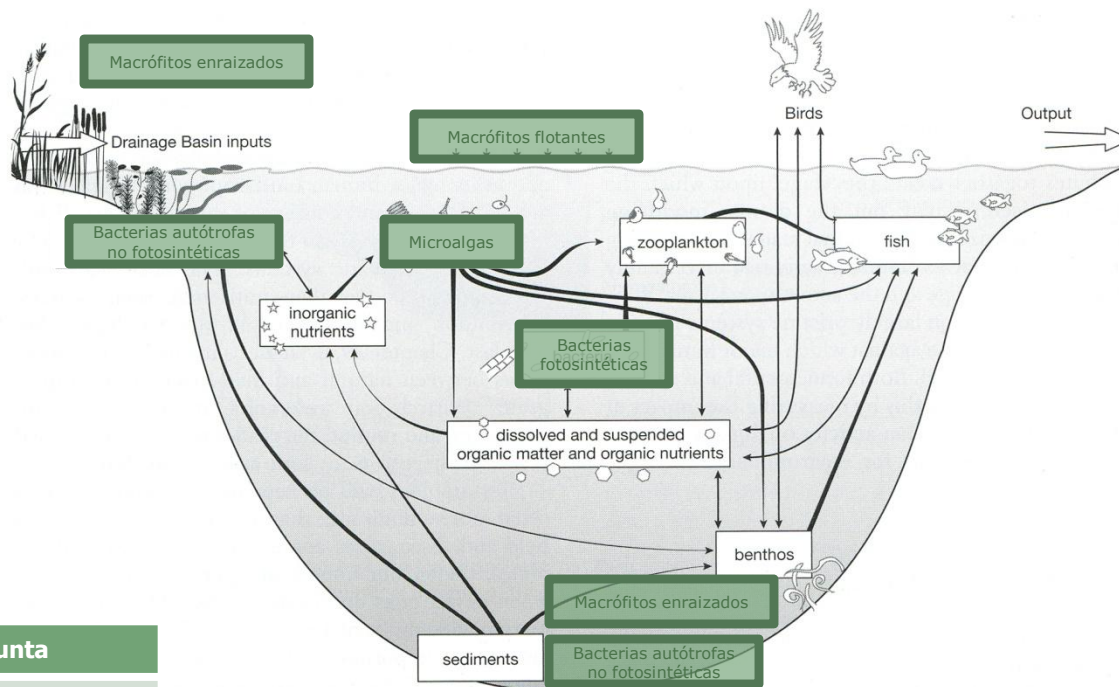 Macrófitos enraizados
Birds
Output
Drainage Basin inputs
Macrófitos flotantes
Bacterias autótrofas
no fotosintéticas
Microalgas
zooplankton
fish
inorganic
nutrients
Bacterias
fotosintéticas
dissolved and suspended
organic matter and organic nutrients
benthos
Macrófitos enraizados
sediments
Bacterias autótrofas
no fotosintéticas
unta